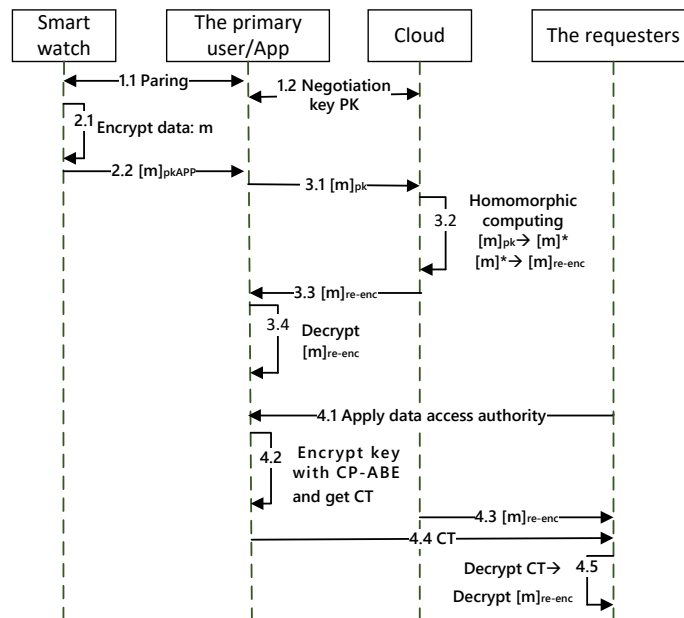 Smart
watch
The primary
user/App
Cloud
The requesters
1.1 Paring
1.2 Negotiation
key PK
2.1
Encrypt data: m
2.2 [m]pkAPP
3.1 [m]pk
3.2
Homomorphic
computing
[m]pk→ [m]*
[m]*→ [m]re-enc
3.3 [m]re-enc
3.4
Decrypt
[m]re-enc
4.1 Apply data access authority
4.2
Encrypt key
with CP-ABE
and get CT
4.3 [m]re-enc
4.4 CT
Decrypt CT→
4.5
Decrypt [m]re-enc